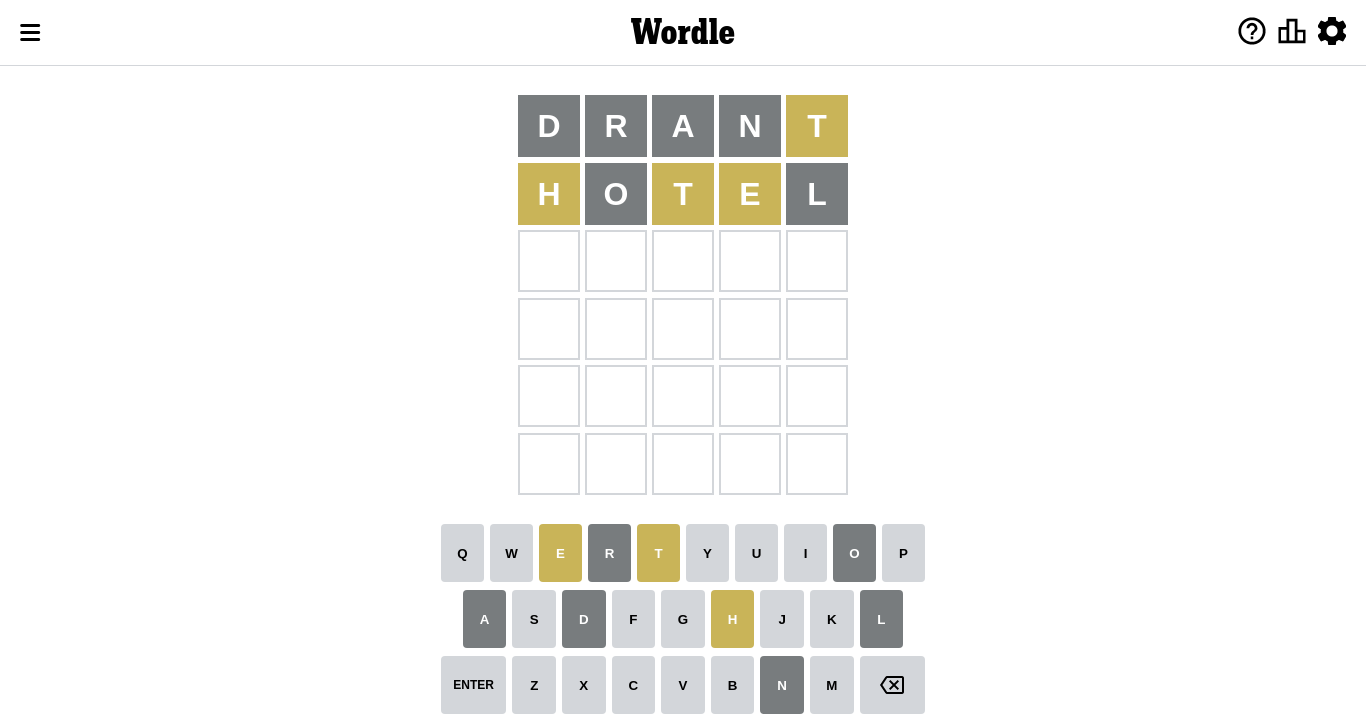 Wordle
D R A N T
H O T E L
Q W E R T Y U I O P
A S D F G H J K L
ENTER Z X C V B N M